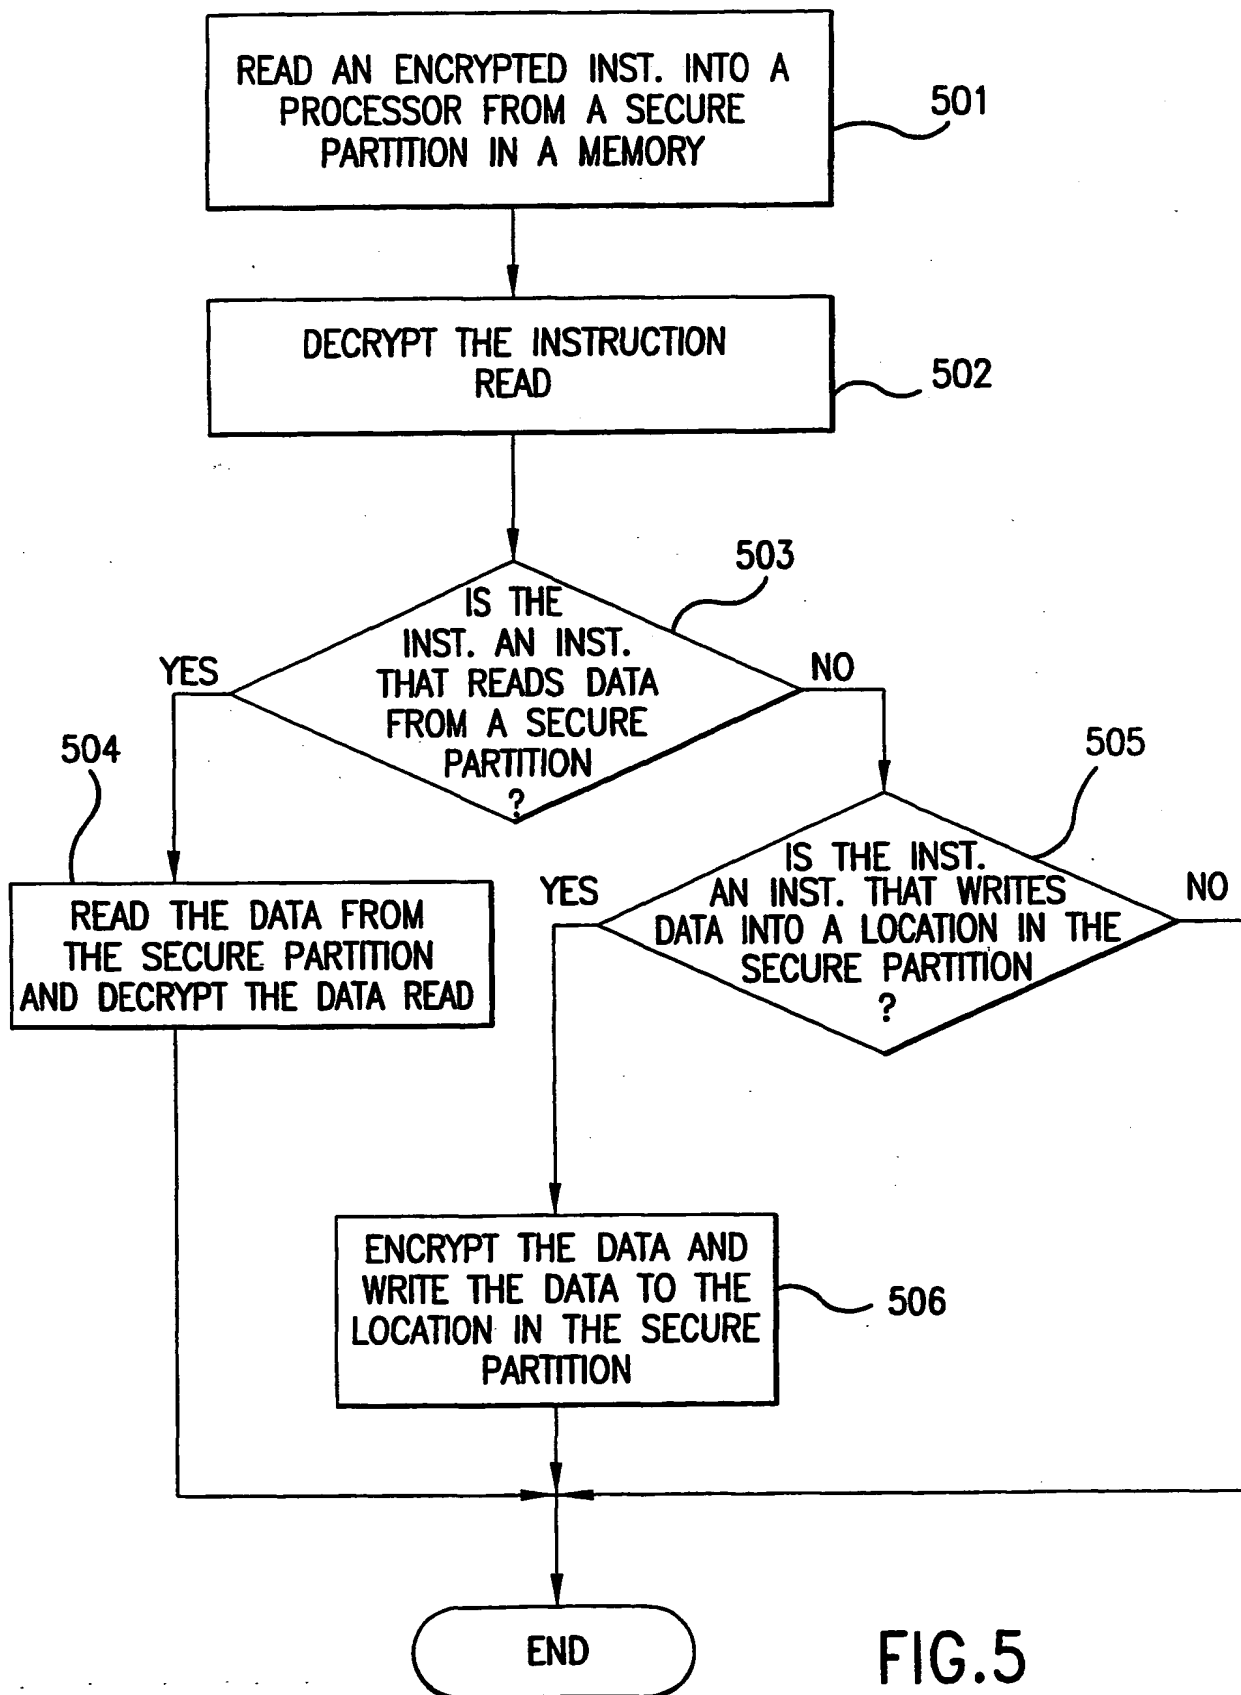 READ AN ENCRYPTED INST. INTO A
PROCESSOR FROM A SECURE
PARTITION IN A MEMORY
501
DECRYPT THE INSTRUCTION
READ
502
503
IS THE
INST. AN INST.
THAT READS DATA
FROM A SECURE
PARTITION
?
YES
NO
504
READ THE DATA FROM
THE SECURE PARTITION
AND DECRYPT THE DATA READ
505
IS THE INST.
AN INST. THAT WRITES
DATA INTO A LOCATION IN THE
SECURE PARTITION
?
YES
NO
ENCRYPT THE DATA AND
WRITE THE DATA TO THE
LOCATION IN THE SECURE
PARTITION
506
END
FIG.5